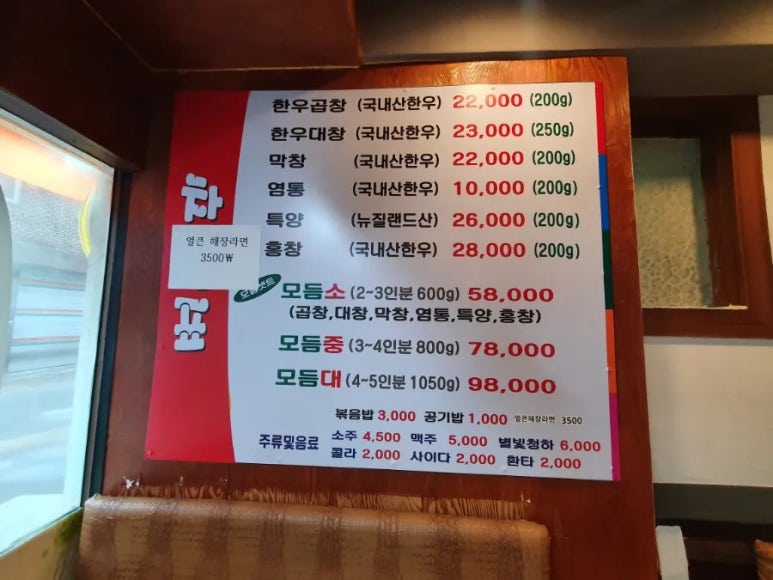 차
표
얼큰 해장라면
3500₩
한우곱창 (국내산한우) 22,000 (200g)
한우대창 (국내산한우) 23,000 (250g)
막창 (국내산한우) 22,000 (200g)
염통 (국내산한우) 10,000 (200g)
특양 (뉴질랜드산) 26,000 (200g)
홍창 (국내산한우) 28,000 (200g)
모듬셋트
모듬소 (2~3인분 600g) 58,000
(곱창,대창,막창,염통,특양,홍창)
모듬중 (3~4인분 800g) 78,000
모듬대 (4~5인분 1050g) 98,000
볶음밥 3,000 공기밥 1,000 얼큰해장라면 3500
주류및음료 소주 4,500 맥주 5,000 별빛청하 6,000
콜라 2,000 사이다 2,000 환타 2,000